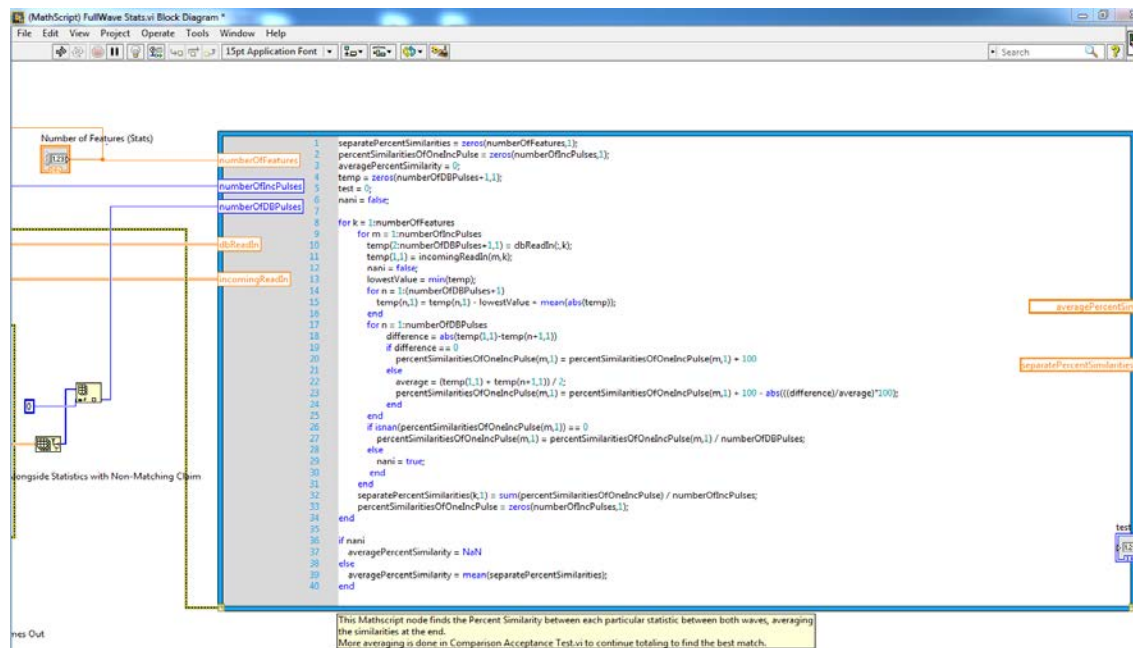 (MathScript) FullWave Stats.vi Block Diagram *
File Edit View Project Operate Tools Window Help
15pt Application Font
Search
Number of Features (Stats)
numberOfFeatures
numberOfIncPulses
numberOfDBPulses
dbReadIn
incomingReadIn
1 separatePercentSimilarities = zeros(numberOfFeatures,1);
2 percentSimilaritiesOfOneIncPulse = zeros(numberOfIncPulses,1);
3 averagePercentSimilarity = 0;
4 temp = zeros(numberOfDBPulses+1,1);
5 test = 0;
6 nani = false;
7
8 for k = 1:numberOfFeatures
9 for m = 1:numberOfIncPulses
10 temp(2:numberOfDBPulses+1,1) = dbReadIn(:,k);
11 temp(1,1) = incomingReadIn(m,k);
12 nani = false;
13 lowestValue = min(temp);
14 for n = 1:(numberOfDBPulses+1)
15 temp(n,1) = temp(n,1) - lowestValue + mean(abs(temp));
16 end
17 for n = 1:numberOfDBPulses
18 difference = abs(temp(1,1)-temp(n+1,1))
19 if difference == 0
20 percentSimilaritiesOfOneIncPulse(m,1) = percentSimilaritiesOfOneIncPulse(m,1) + 100
21 else
22 average = (temp(1,1) + temp(n+1,1)) / 2;
23 percentSimilaritiesOfOneIncPulse(m,1) = percentSimilaritiesOfOneIncPulse(m,1) + 100 - abs(((difference)/average)*100);
24 end
25 end
26 if isnan(percentSimilaritiesOfOneIncPulse(m,1)) == 0
27 percentSimilaritiesOfOneIncPulse(m,1) = percentSimilaritiesOfOneIncPulse(m,1) / numberOfDBPulses;
28 else
29 nani = true;
30 end
31 end
32 separatePercentSimilarities(k,1) = sum(percentSimilaritiesOfOneIncPulse) / numberOfIncPulses;
33 percentSimilaritiesOfOneIncPulse = zeros(numberOfIncPulses,1);
34 end
35
36 if nani
37 averagePercentSimilarity = NaN
38 else
39 averagePercentSimilarity = mean(separatePercentSimilarities);
40 end
averagePercentSim
separatePercentSimilarities
test
0
longside Statistics with Non-Matching Claim
mes Out
This Mathscript node finds the Percent Similarity between each particular statistic between both waves, averaging
the similarities at the end.
More averaging is done in Comparison Acceptance Test.vi to continue totaling to find the best match.